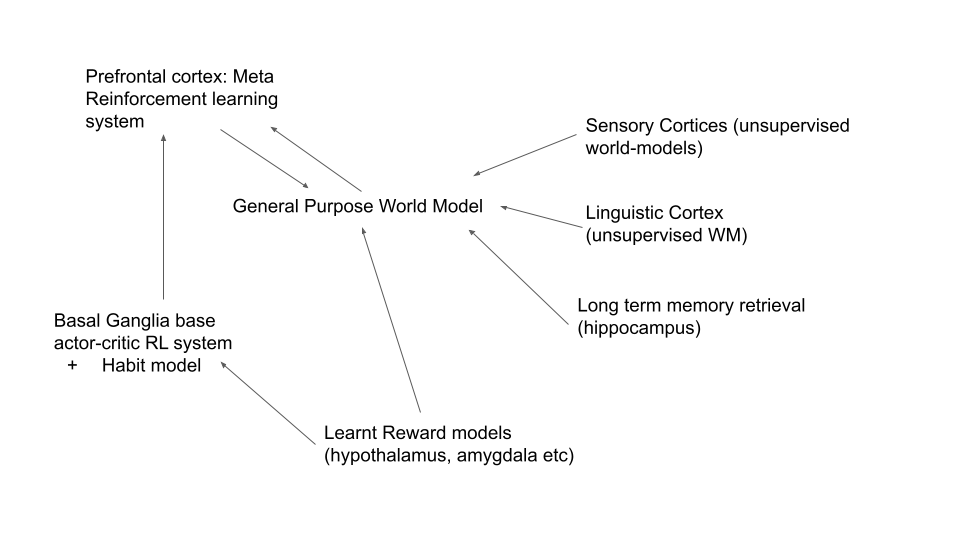 Prefrontal cortex: Meta
Reinforcement learning
system
Sensory Cortices (unsupervised
world-models)
General Purpose World Model
Linguistic Cortex
(unsupervised WM)
Long term memory retrieval
(hippocampus)
Basal Ganglia base
actor-critic RL system
+ Habit model
Learnt Reward models
(hypothalamus, amygdala etc)